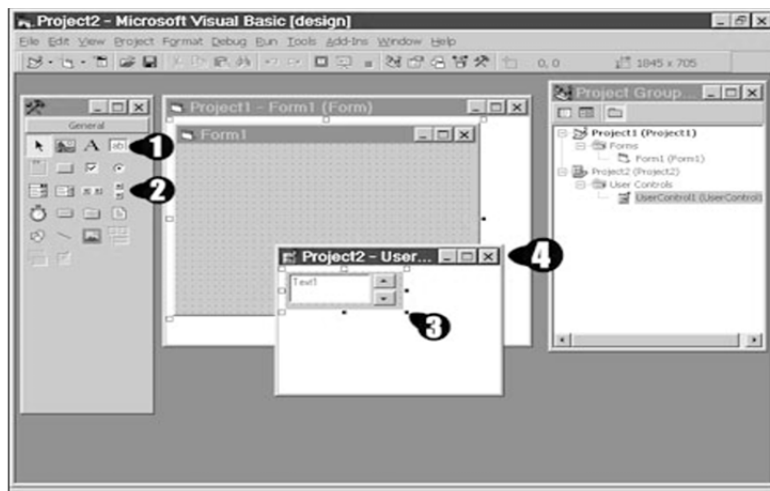 Project2 - Microsoft Visual Basic [design]
File Edit View Project Format Debug Run Tools Add-Ins Window Help
0, 0 1845 x 705
General
A ab
1
2
Project1 - Form1 (Form)
Form1
Project2 - User...
4
Text1
3
Project Group...
Project1 (Project1)
Forms
Form1 (Form1)
Project2 (Project2)
User Controls
UserControl1 (UserControl